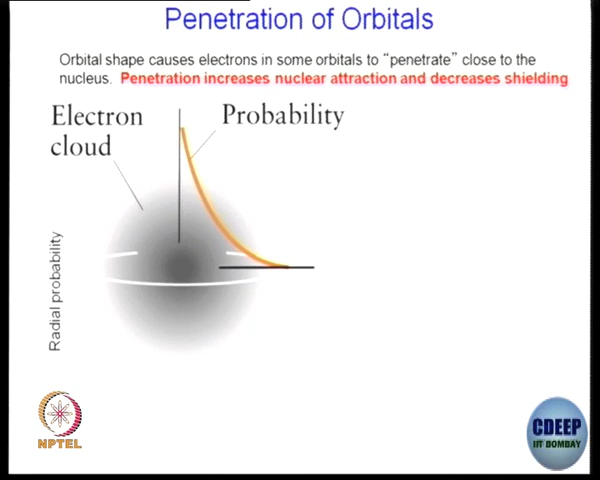 Penetration of Orbitals
Orbital shape causes electrons in some orbitals to “penetrate” close to the
nucleus. Penetration increases nuclear attraction and decreases shielding
Electron
cloud
Probability
Radial probability
NPTEL
CDEEP
IIT BOMBAY